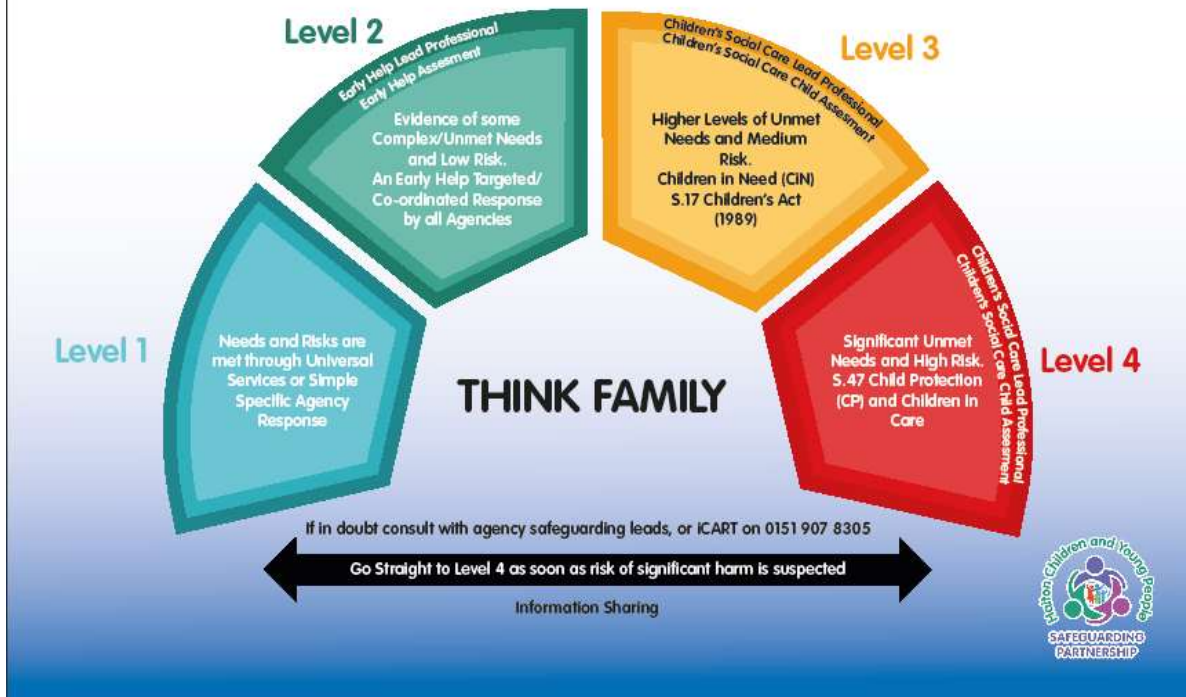 Level 2
Early Help Lead Professional
Early Help Assesment
Evidence of some
Complex/Unmet Needs
and Low Risk.
An Early Help Targeted/
Co-ordinated Response
by all Agencies
Children's Social Care Lead Professional
Children's Social Care Child Assesment
Level 3
Higher Levels of Unmet
Needs and Medium
Risk.
Children in Need (CiN)
S.17 Children's Act
(1989)
Level 1
Needs and Risks are
met through Universal
Services or Simple
Specific Agency
Response
THINK FAMILY
Significant Unmet
Needs and High Risk.
S.47 Child Protection
(CP) and Children in
Care
Children's Social Care Lead Professional
Children's Social Care Child Assesment
Level 4
If in doubt consult with agency safeguarding leads, or iCART on 0151 907 8305
Go Straight to Level 4 as soon as risk of significant harm is suspected
Information Sharing
Halton Children and Young People
SAFEGUARDING
PARTNERSHIP